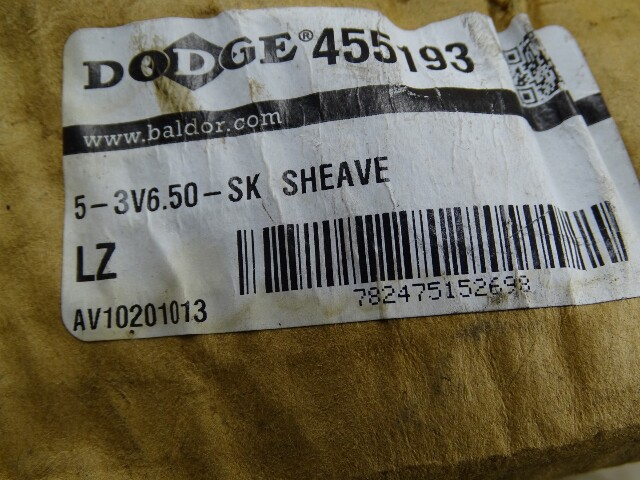 DODGE® 455193
www.baldor.com
5-3V6.50-SK SHEAVE
LZ
AV10201013
782475152698